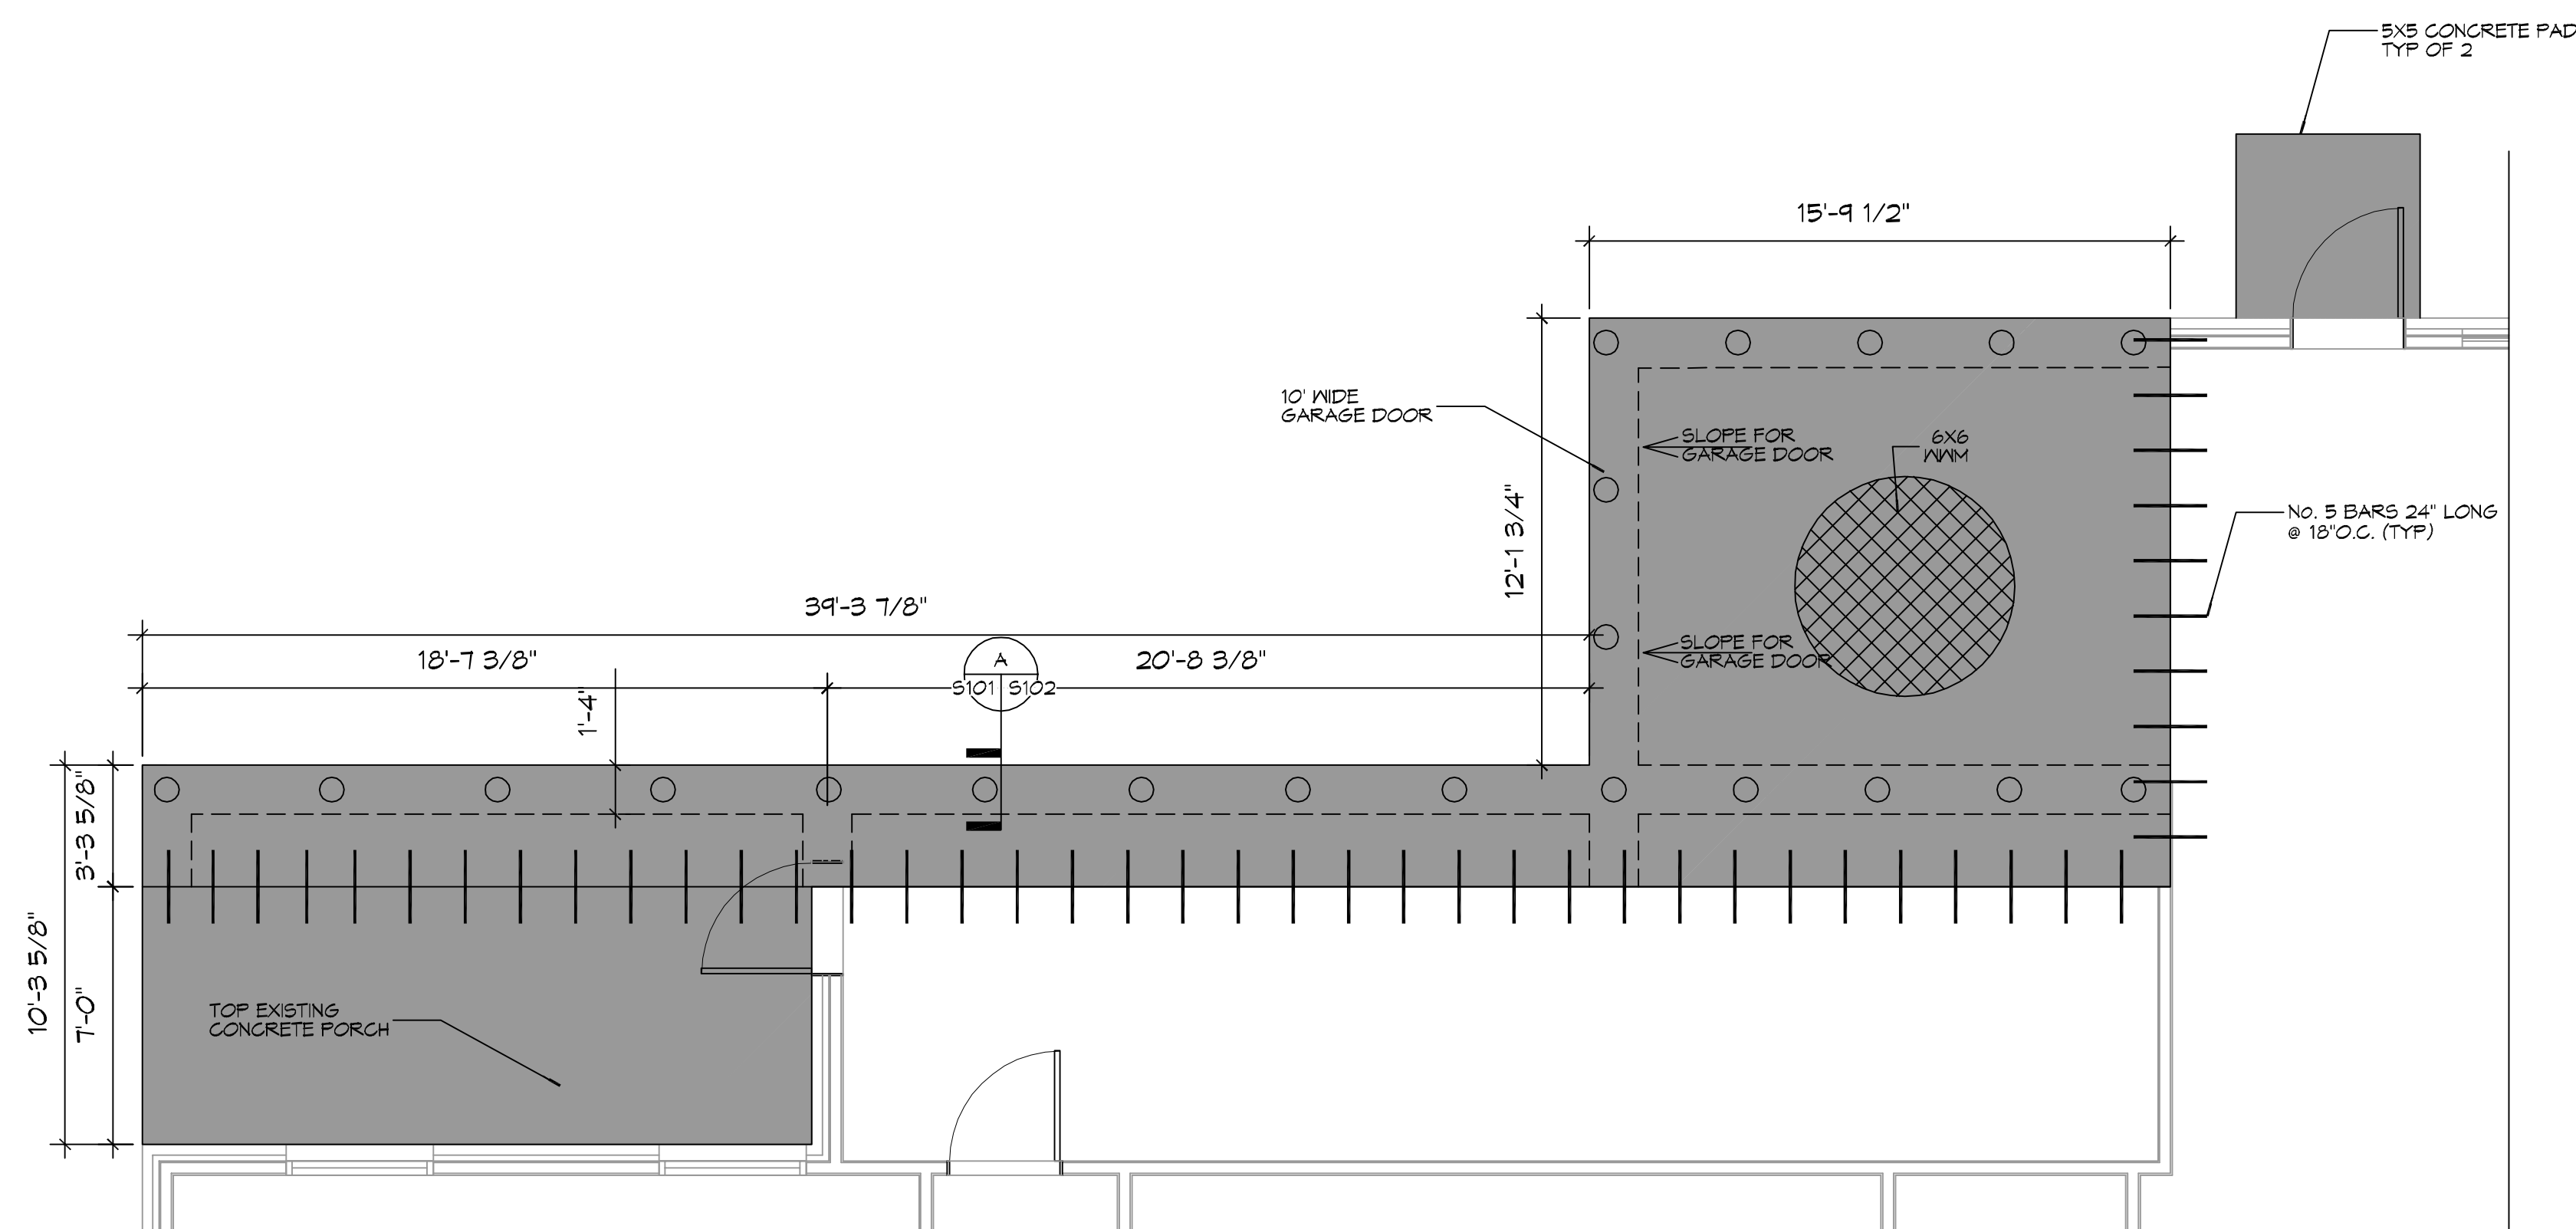 5X5 CONCRETE PAD
TYP OF 2
15'-9 1/2"
10' WIDE
GARAGE DOOR
SLOPE FOR
GARAGE DOOR
6X6
WWM
12'-1 3/4"
No. 5 BARS 24" LONG
@ 18"O.C. (TYP)
39'-3 7/8"
18'-7 3/8"
A
20'-8 3/8"
S101 S102
SLOPE FOR
GARAGE DOOR
1'-4"
3'-3 5/8"
10'-3 5/8"
7'-0"
TOP EXISTING
CONCRETE PORCH